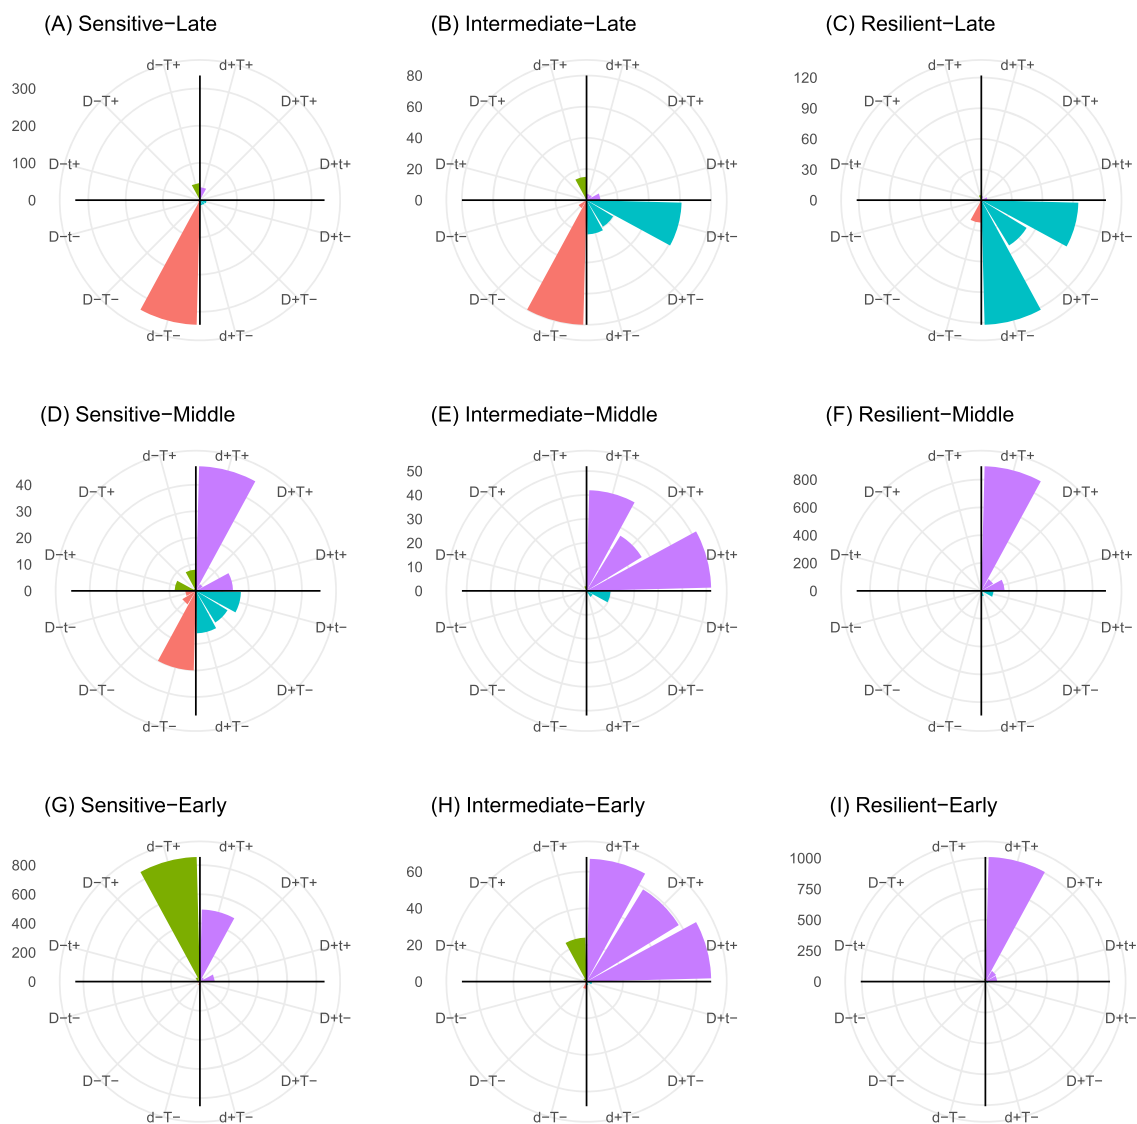 (A) Sensitive−Late
(B) Intermediate−Late
(C) Resilient−Late
d−T+ d+T+
D−T+ D+T+
D−t+ D+t+
D−t− D+t−
D−T− D+T−
d−T− d+T−
300
200
100
0
d−T+ d+T+
D−T+ D+T+
D−t+ D+t+
D−t− D+t−
D−T− D+T−
d−T− d+T−
80
60
40
20
0
d−T+ d+T+
D−T+ D+T+
D−t+ D+t+
D−t− D+t−
D−T− D+T−
d−T− d+T−
120
90
60
30
0
(D) Sensitive−Middle
(E) Intermediate−Middle
(F) Resilient−Middle
d−T+ d+T+
D−T+ D+T+
D−t+ D+t+
D−t− D+t−
D−T− D+T−
d−T− d+T−
40
30
20
10
0
d−T+ d+T+
D−T+ D+T+
D−t+ D+t+
D−t− D+t−
D−T− D+T−
d−T− d+T−
50
40
30
20
10
0
d−T+ d+T+
D−T+ D+T+
D−t+ D+t+
D−t− D+t−
D−T− D+T−
d−T− d+T−
800
600
400
200
0
(G) Sensitive−Early
(H) Intermediate−Early
(I) Resilient−Early
d−T+ d+T+
D−T+ D+T+
D−t+ D+t+
D−t− D+t−
D−T− D+T−
d−T− d+T−
800
600
400
200
0
d−T+ d+T+
D−T+ D+T+
D−t+ D+t+
D−t− D+t−
D−T− D+T−
d−T− d+T−
60
40
20
0
d−T+ d+T+
D−T+ D+T+
D−t+ D+t+
D−t− D+t−
D−T− D+T−
d−T− d+T−
1000
750
500
250
0